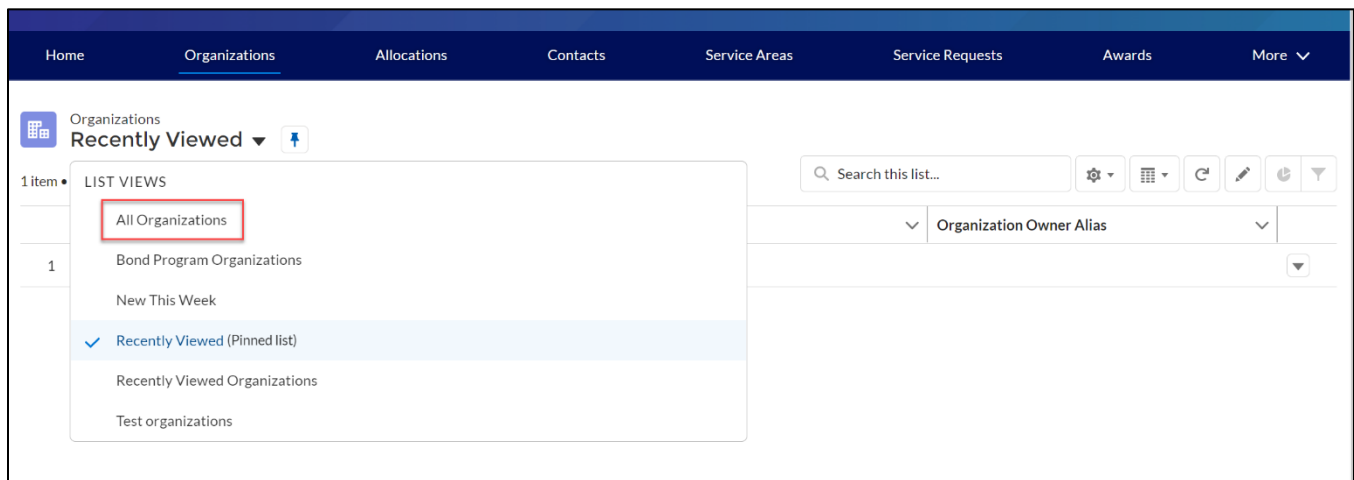 Home Organizations Allocations Contacts Service Areas Service Requests Awards More
Organizations
Recently Viewed
1 item •
Search this list...
LIST VIEWS
All Organizations
Bond Program Organizations
New This Week
Recently Viewed (Pinned list)
Recently Viewed Organizations
Test organizations
Organization Owner Alias
1